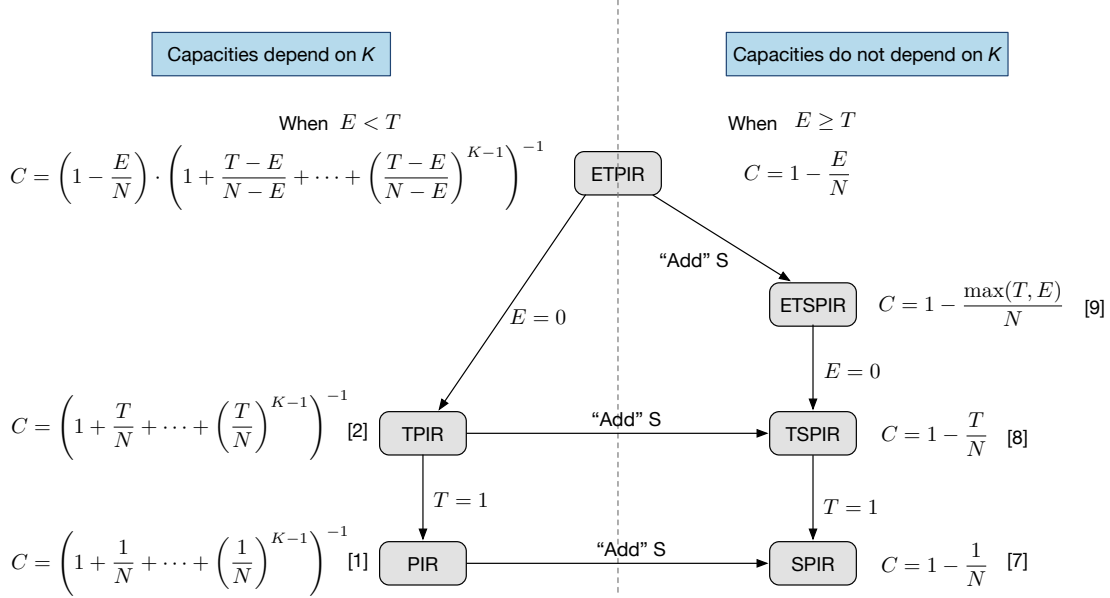 Capacities depend on K
Capacities do not depend on K
When E < T
When E ≥ T
C = (1 − E/N) · (1 + (T − E)/(N − E) + ··· + ((T − E)/(N − E))^{K−1})^{−1}
ETPIR
C = 1 − E/N
“Add” S
E = 0
ETSPIR
C = 1 − max(T, E)/N [9]
E = 0
C = (1 + T/N + ··· + (T/N)^{K−1})^{−1} [2]
TPIR
“Add” S
TSPIR
C = 1 − T/N [8]
T = 1
T = 1
C = (1 + 1/N + ··· + (1/N)^{K−1})^{−1} [1]
PIR
“Add” S
SPIR
C = 1 − 1/N [7]